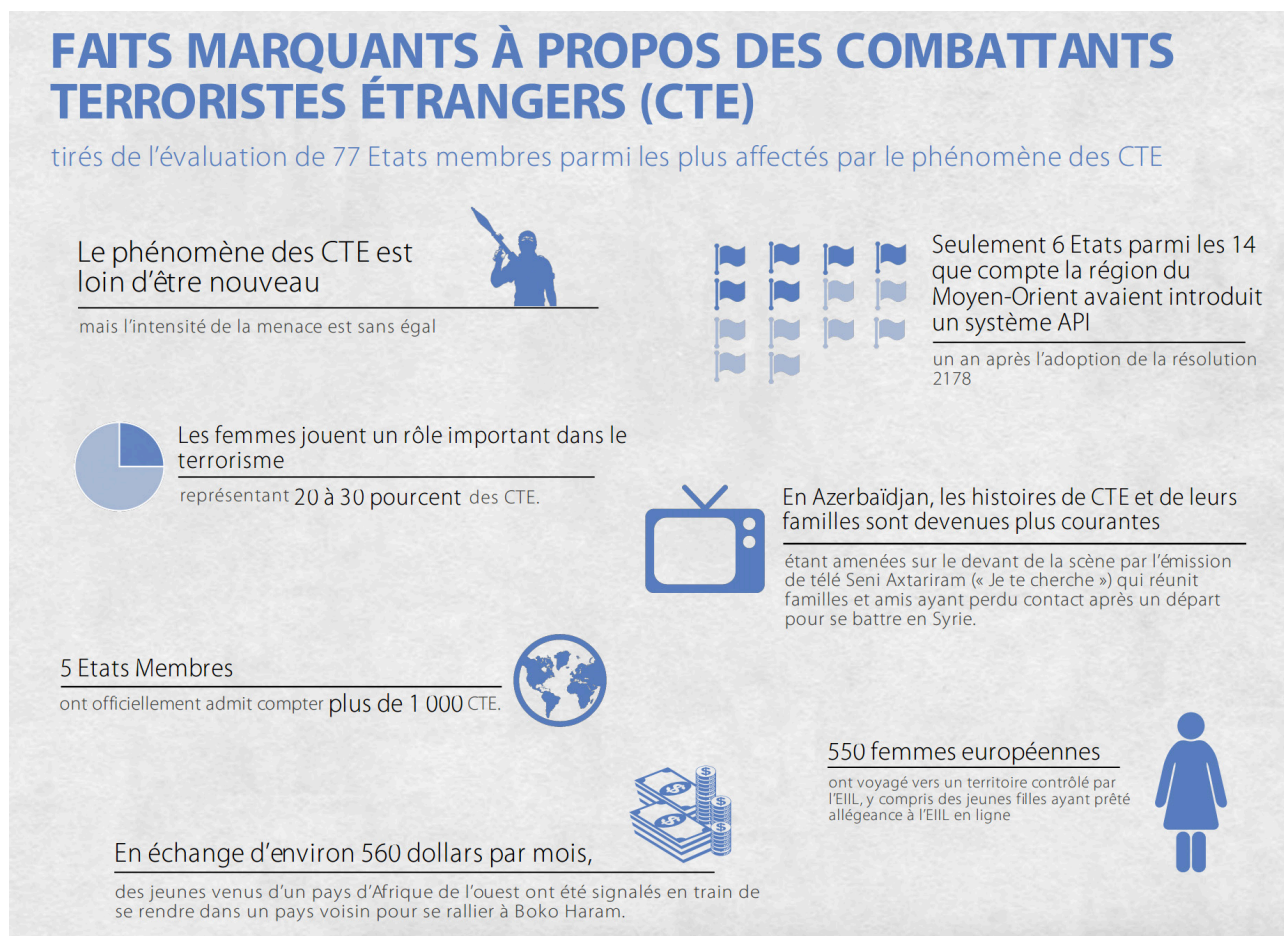 FAITS MARQUANTS À PROPOS DES COMBATTANTS
TERRORISTES ÉTRANGERS (CTE)
tirés de l'évaluation de 77 Etats membres parmi les plus affectés par le phénomène des CTE
Le phénomène des CTE est
loin d'être nouveau
mais l'intensité de la menace est sans égal
Seulement 6 Etats parmi les 14
que compte la région du
Moyen-Orient avaient introduit
un système API
un an après l'adoption de la résolution
2178
Les femmes jouent un rôle important dans le
terrorisme
représentant 20 à 30 pourcent des CTE.
En Azerbaïdjan, les histoires de CTE et de leurs
familles sont devenues plus courantes
étant amenées sur le devant de la scène par l'émission
de télé Seni Axtariram (« Je te cherche ») qui réunit
familles et amis ayant perdu contact après un départ
pour se battre en Syrie.
5 Etats Membres
ont officiellement admit compter plus de 1 000 CTE.
550 femmes européennes
ont voyagé vers un territoire contrôlé par
l'EIIL, y compris des jeunes filles ayant prêté
allégeance à l'EIIL en ligne
En échange d'environ 560 dollars par mois,
des jeunes venus d'un pays d'Afrique de l'ouest ont été signalés en train de
se rendre dans un pays voisin pour se rallier à Boko Haram.